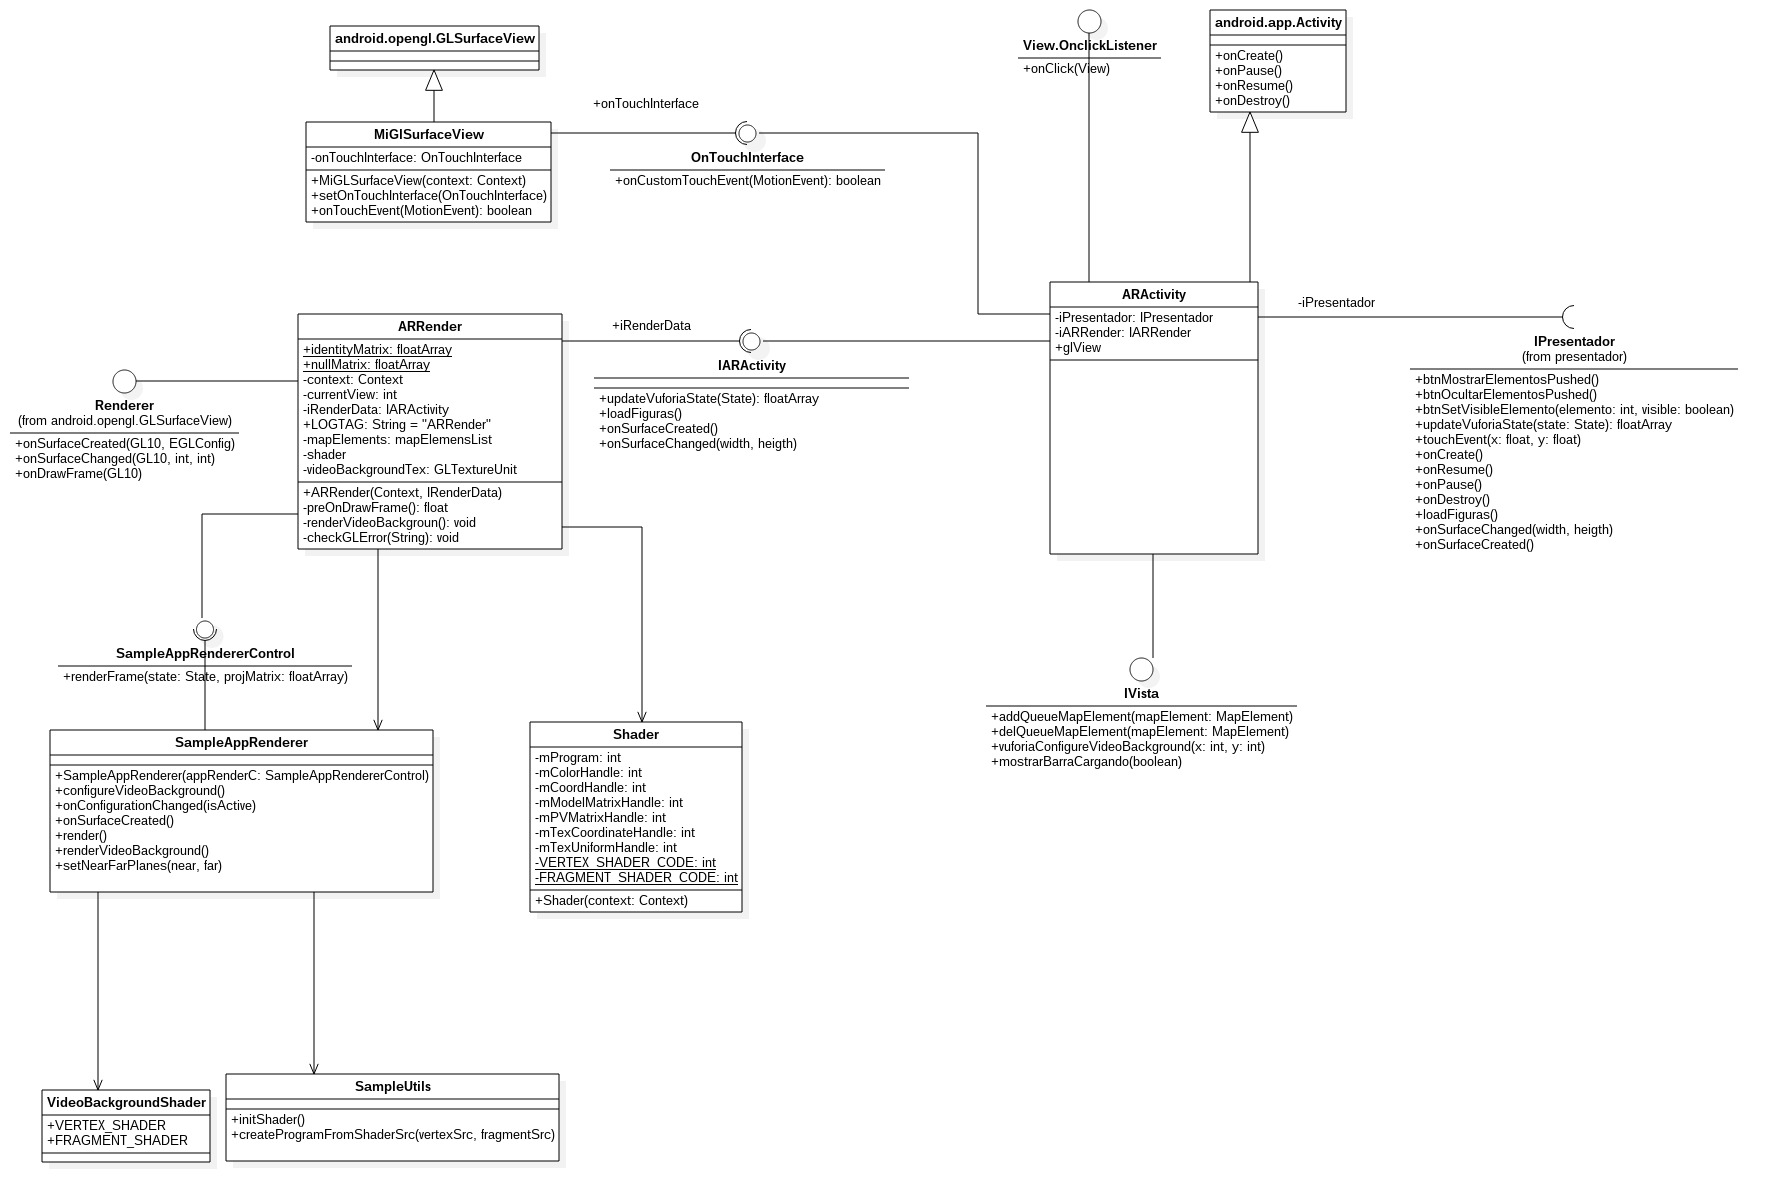 android.opengl.GLSurfaceView
View.OnclickListener
+onClick(View)
android.app.Activity
+onCreate()
+onPause()
+onResume()
+onDestroy()
MiGlSurfaceView
-onTouchInterface: OnTouchInterface
+MiGLSurfaceView(context: Context)
+setOnTouchInterface(OnTouchInterface)
+onTouchEvent(MotionEvent): boolean
+onTouchInterface
OnTouchInterface
+onCustomTouchEvent(MotionEvent): boolean
ARActivity
-iPresentador: IPresentador
-iARRender: IARRender
+glView
-iPresentador
IPresentador
(from presentador)
+btnMostrarElementosPushed()
+btnOcultarElementosPushed()
+btnSetVisibleElemento(elemento: int, visible: boolean)
+updateVuforiaState(state: State): floatArray
+touchEvent(x: float, y: float)
+onCreate()
+onResume()
+onPause()
+onDestroy()
+loadFiguras()
+onSurfaceChanged(width, heigth)
+onSurfaceCreated()
ARRender
+identityMatrix: floatArray
+nullMatrix: floatArray
-context: Context
-currentView: int
-iRenderData: IARActivity
+LOGTAG: String = "ARRender"
-mapElements: mapElemensList
-shader
-videoBackgroundTex: GLTextureUnit
+ARRender(Context, IRenderData)
-preOnDrawFrame(): float
-renderVideoBackgroun(): void
-checkGLError(String): void
+iRenderData
IARActivity
+updateVuforiaState(State): floatArray
+loadFiguras()
+onSurfaceCreated()
+onSurfaceChanged(width, heigth)
Renderer
(from android.opengl.GLSurfaceView)
+onSurfaceCreated(GL10, EGLConfig)
+onSurfaceChanged(GL10, int, int)
+onDrawFrame(GL10)
SampleAppRendererControl
+renderFrame(state: State, projMatrix: floatArray)
IVista
+addQueueMapElement(mapElement: MapElement)
+delQueueMapElement(mapElement: MapElement)
+vuforiaConfigureVideoBackground(x: int, y: int)
+mostrarBarraCargando(boolean)
SampleAppRenderer
+SampleAppRenderer(appRenderC: SampleAppRendererControl)
+configureVideoBackground()
+onConfigurationChanged(isActive)
+onSurfaceCreated()
+render()
+renderVideoBackground()
+setNearFarPlanes(near, far)
Shader
-mProgram: int
-mColorHandle: int
-mCoordHandle: int
-mModelMatrixHandle: int
-mPVMatrixHandle: int
-mTexCoordinateHandle: int
-mTexUniformHandle: int
-VERTEX_SHADER_CODE: int
-FRAGMENT_SHADER_CODE: int
+Shader(context: Context)
VideoBackgroundShader
+VERTEX_SHADER
+FRAGMENT_SHADER
SampleUtils
+initShader()
+createProgramFromShaderSrc(vertexSrc, fragmentSrc)